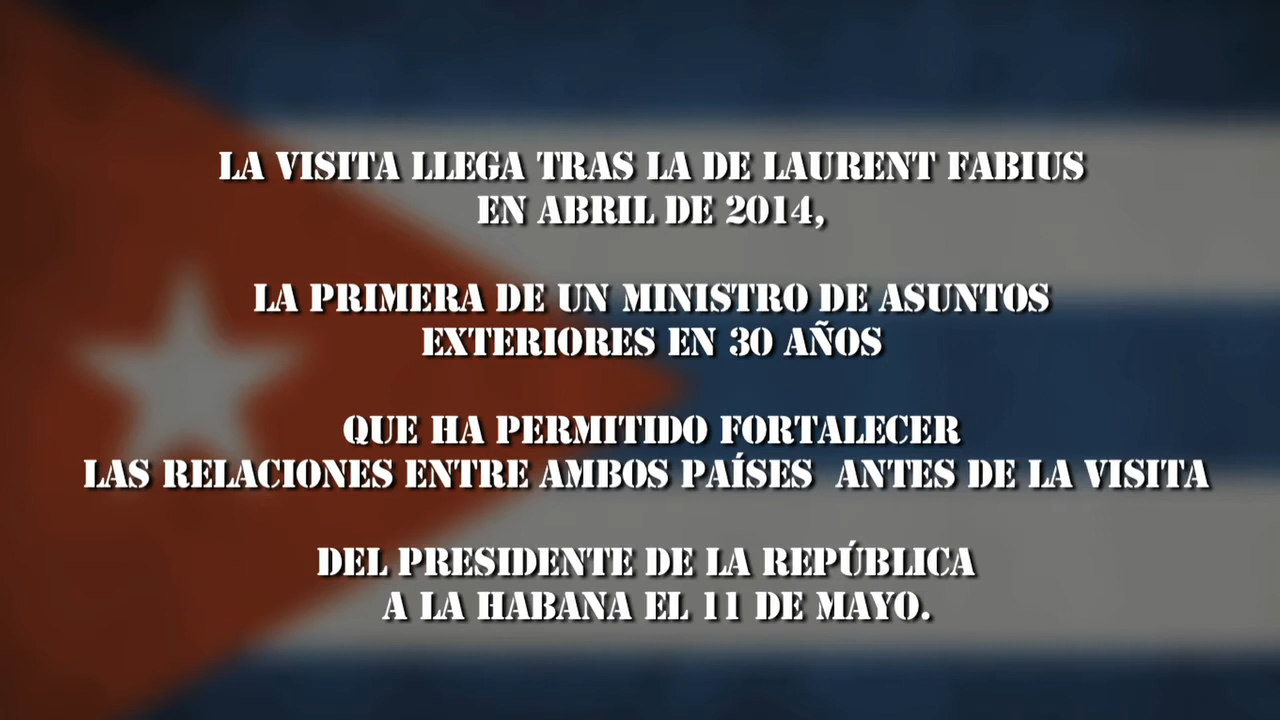 LA VISITA LLEGA TRAS LA DE LAURENT FABIUS
EN ABRIL DE 2014,
LA PRIMERA DE UN MINISTRO DE ASUNTOS
EXTERIORES EN 30 AÑOS
QUE HA PERMITIDO FORTALECER
LAS RELACIONES ENTRE AMBOS PAÍSES ANTES DE LA VISITA
DEL PRESIDENTE DE LA REPÚBLICA
A LA HABANA EL 11 DE MAYO.